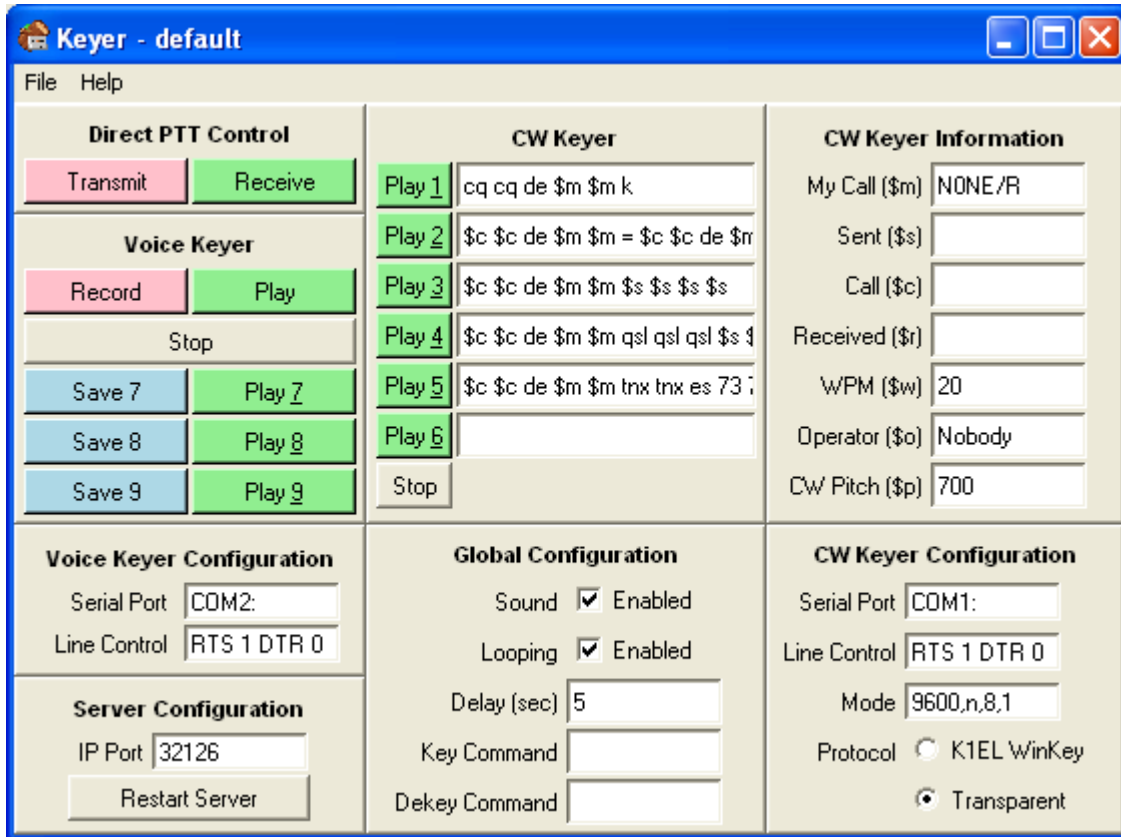 Keyer - default
File Help
Direct PTT Control
Transmit Receive
Voice Keyer
Record Play
Stop
Save 7 Play 7
Save 8 Play 8
Save 9 Play 9
CW Keyer
Play 1 cq cq de $m $m k
Play 2 $c $c de $m $m = $c $c de $m
Play 3 $c $c de $m $m $s $s $s $s
Play 4 $c $c de $m $m qsl qsl qsl $s $
Play 5 $c $c de $m $m tnx tnx es 73 7
Play 6
Stop
CW Keyer Information
My Call ($m) N0NE/R
Sent ($s)
Call ($c)
Received ($r)
WPM ($w) 20
Operator ($o) Nobody
CW Pitch ($p) 700
Voice Keyer Configuration
Serial Port COM2:
Line Control RTS 1 DTR 0
Server Configuration
IP Port 32126
Restart Server
Global Configuration
Sound Enabled
Looping Enabled
Delay (sec) 5
Key Command
Dekey Command
CW Keyer Configuration
Serial Port COM1:
Line Control RTS 1 DTR 0
Mode 9600,n,8,1
Protocol K1EL WinKey
Transparent